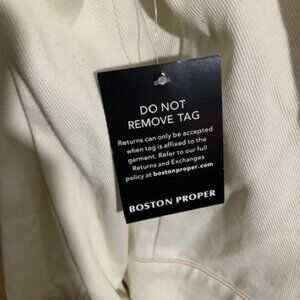 DO NOT
REMOVE TAG
Returns can only be accepted
when tag is affixed to the
garment. Refer to our full
Returns and Exchanges
policy at bostonproper.com
BOSTON PROPER